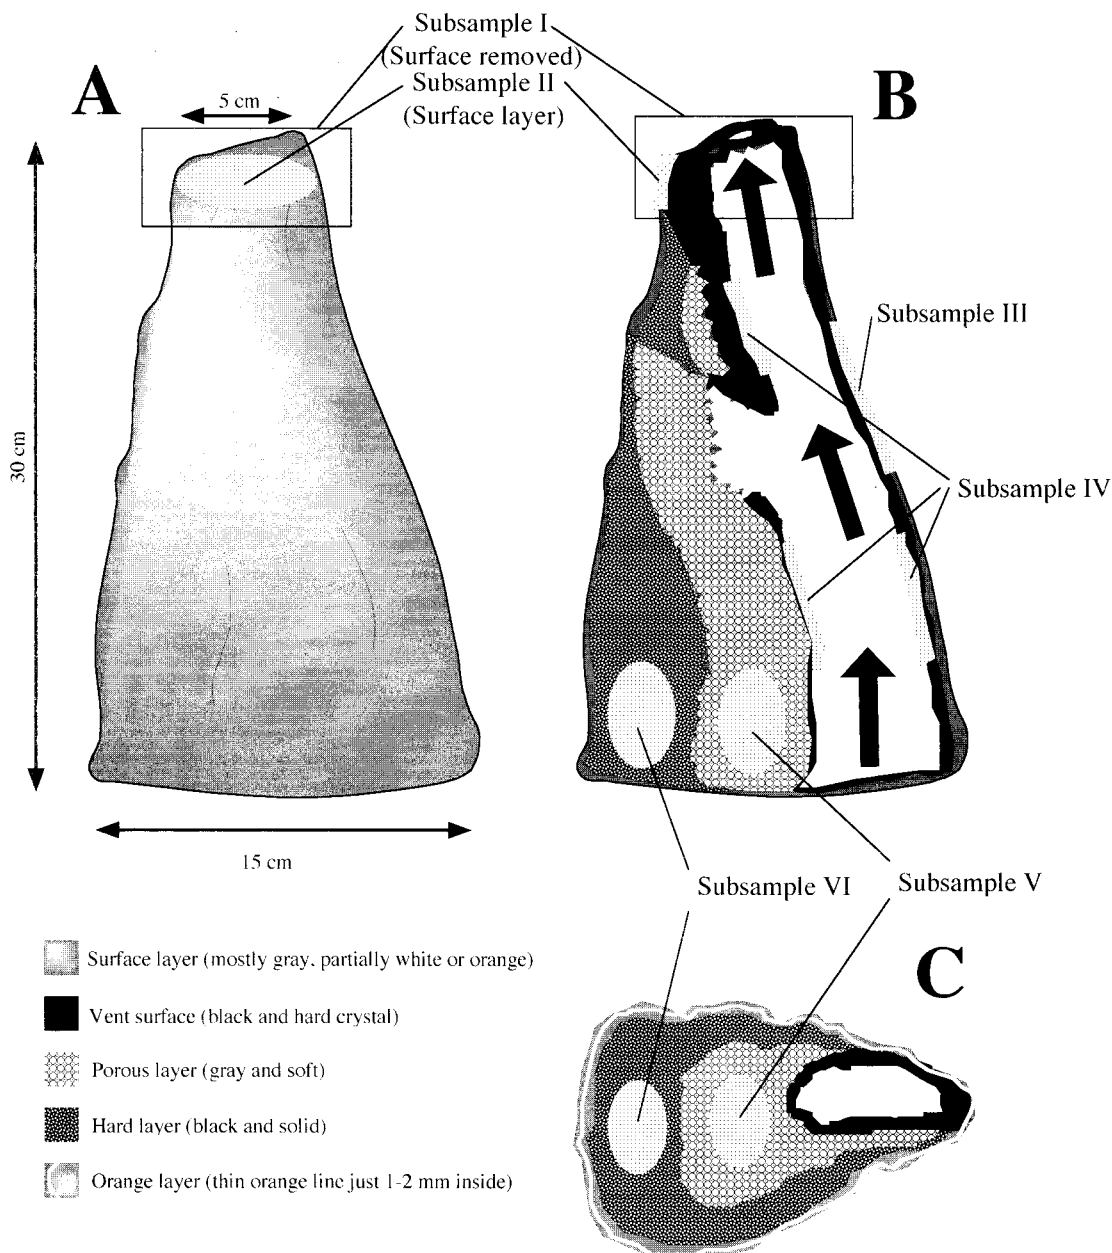 Subsample I
(Surface removed)
Subsample II
(Surface layer)
A
B
5 cm
30 cm
15 cm
Subsample III
Subsample IV
Subsample VI
Subsample V
C
Surface layer (mostly gray, partially white or orange)
Vent surface (black and hard crystal)
Porous layer (gray and soft)
Hard layer (black and solid)
Orange layer (thin orange line just 1-2 mm inside)